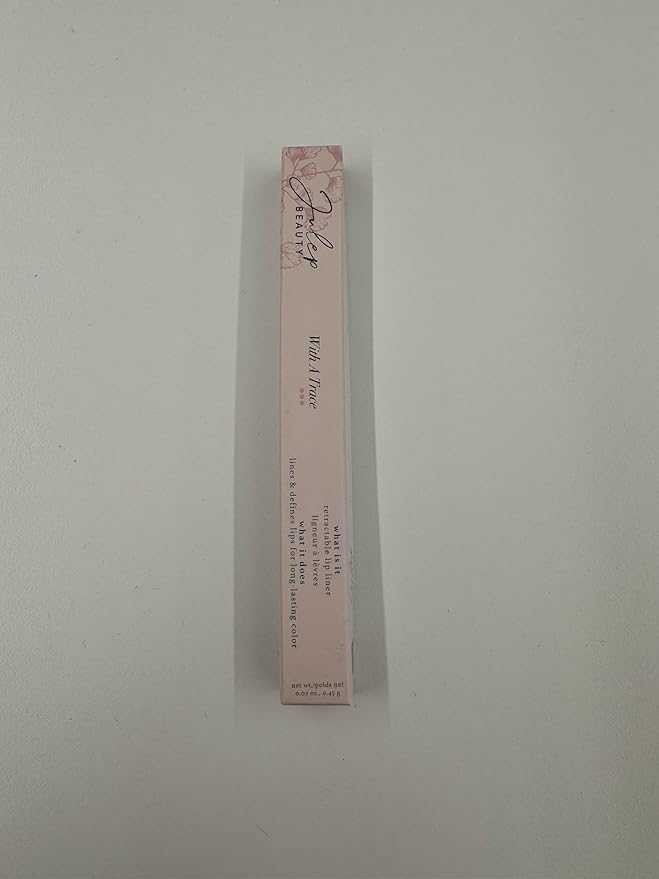 Julep
BEAUTY
With A Trace
what is it
retractable lip liner
ligneur à lèvres
what it does
lines & defines lips for long-lasting color
net wt./poids net
0.02 oz., 0.45 g